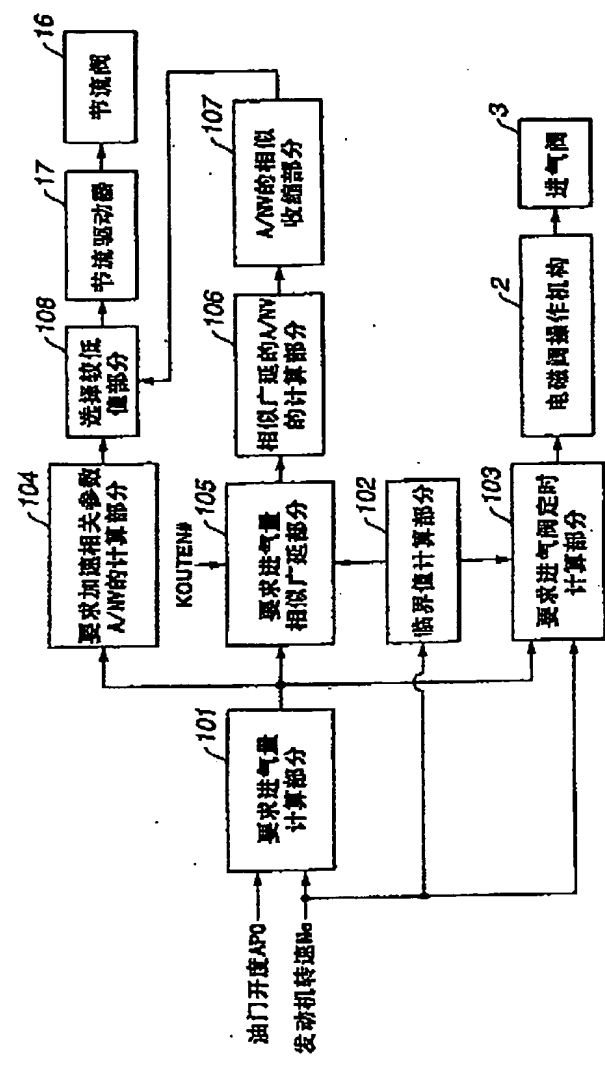 油门开度APO
发动机转速Ne
101
要求进气量
计算部分
104
要求加速相关参数
A/NV的计算部分
108
选择较低
值部分
17
节流驱动器
16
节流阀
KOUTEN#
105
要求进气量
相似广延部分
106
相似广延的A/NV
的计算部分
107
A/NV的相似
收缩部分
102
临界值计算部分
103
要求进气阀定时
计算部分
2
电磁阀操作机构
3
进气阀